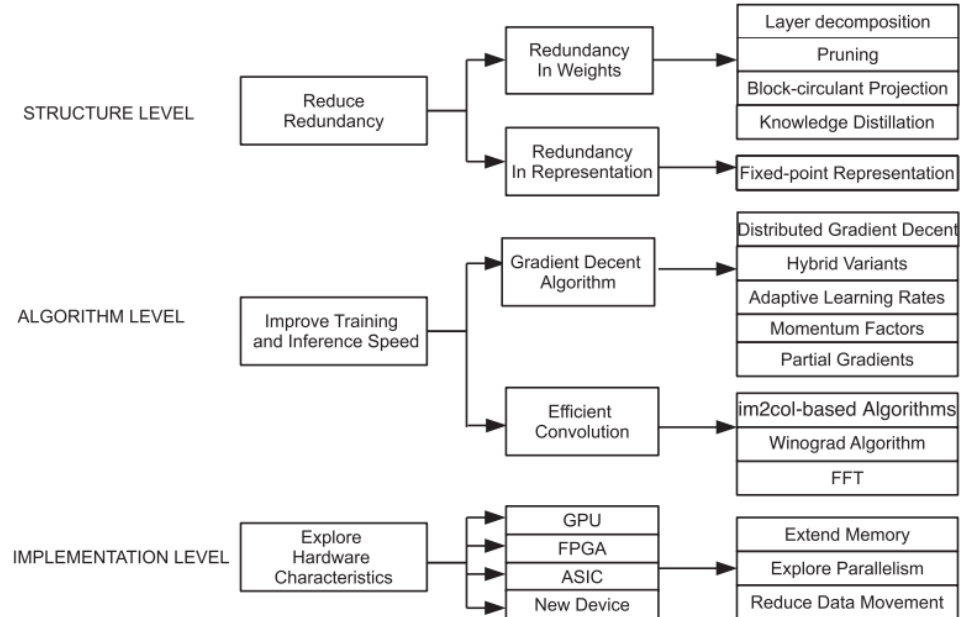 STRUCTURE LEVEL
Reduce
Redundancy
Redundancy
In Weights
Layer decomposition
Pruning
Block-circulant Projection
Knowledge Distillation
Redundancy
In Representation
Fixed-point Representation
ALGORITHM LEVEL
Improve Training
and Inference Speed
Gradient Decent
Algorithm
Distributed Gradient Decent
Hybrid Variants
Adaptive Learning Rates
Momentum Factors
Partial Gradients
Efficient
Convolution
im2col-based Algorithms
Winograd Algorithm
FFT
IMPLEMENTATION LEVEL
Explore
Hardware
Characteristics
GPU
FPGA
ASIC
New Device
Extend Memory
Explore Parallelism
Reduce Data Movement